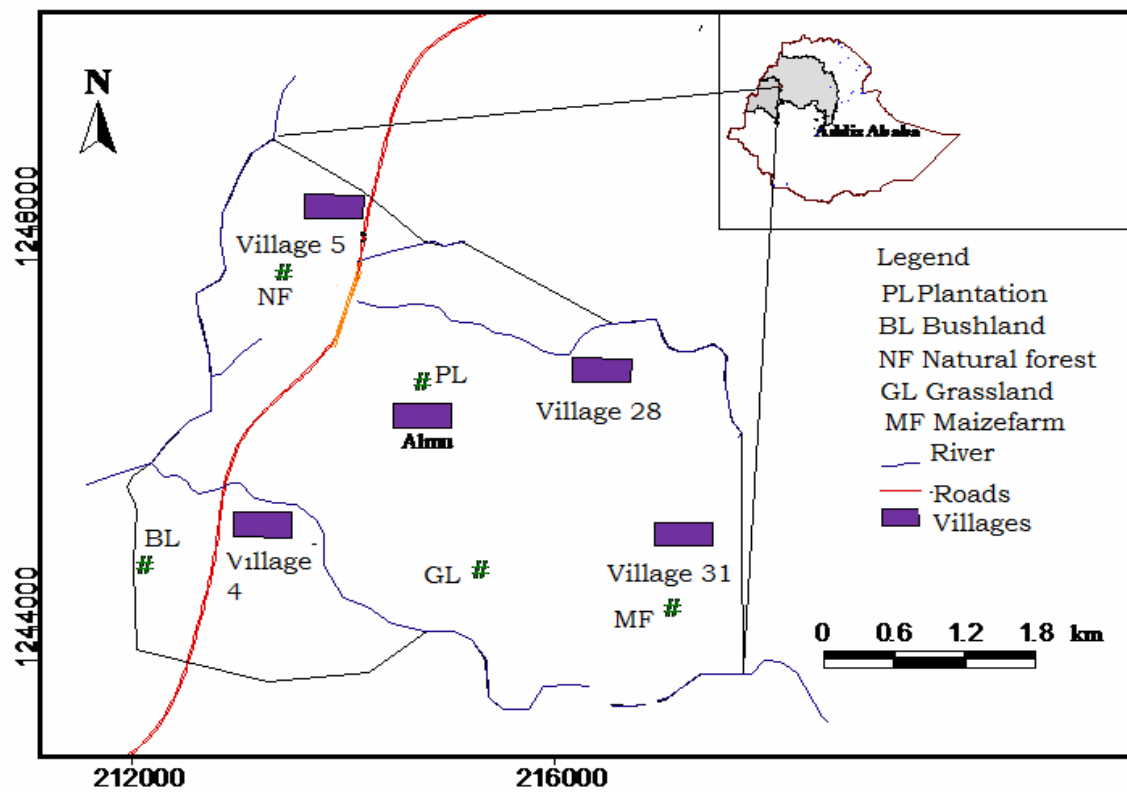 N
Addis Ababa
1248000
Village 5
#
NF
Legend
PL Plantation
BL Bushland
NF Natural forest
GL Grassland
MF Maizefarm
River
Roads
Villages
# PL
Almu
Village 28
BL
#
Village
4
GL #
Village 31
MF #
1244000
0 0.6 1.2 1.8 km
212000 216000